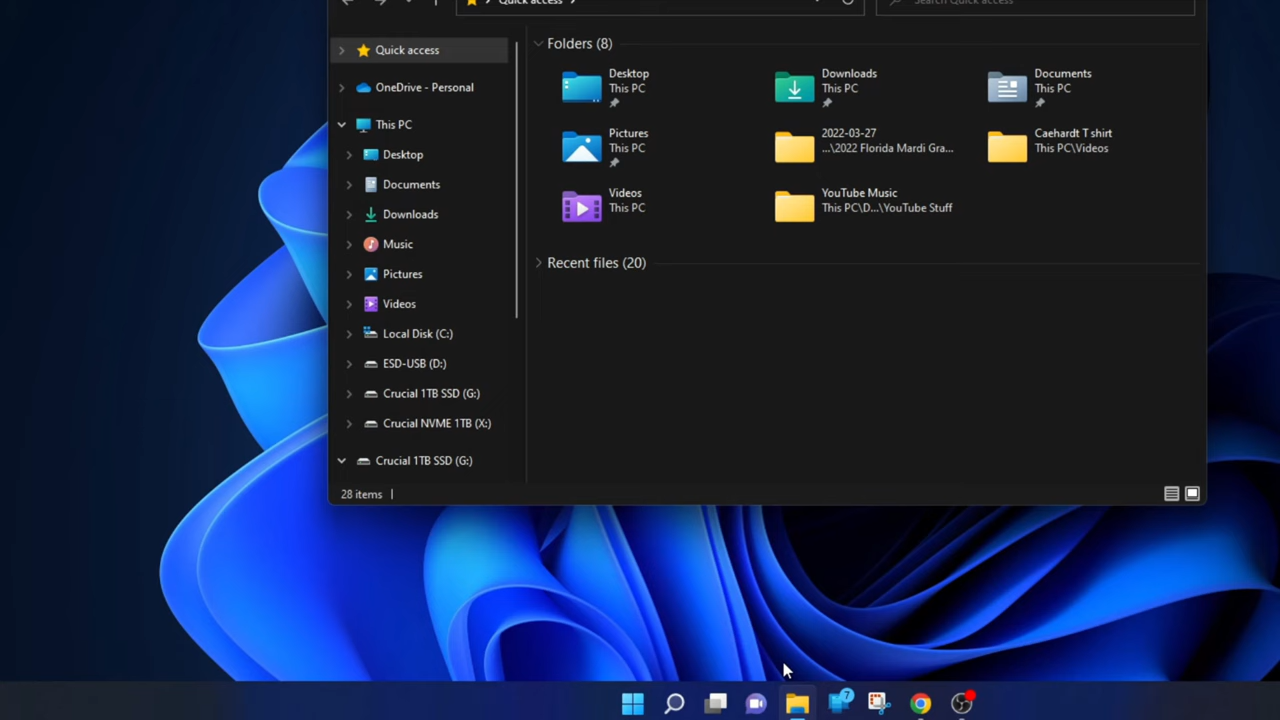 Quick access
Search Quick access
Quick access
OneDrive - Personal
This PC
Desktop
Documents
Downloads
Music
Pictures
Videos
Local Disk (C:)
ESD-USB (D:)
Crucial 1TB SSD (G:)
Crucial NVME 1TB (X:)
Crucial 1TB SSD (G:)
Folders (8)
Desktop
This PC
Downloads
This PC
Documents
This PC
Pictures
This PC
2022-03-27
...\2022 Florida Mardi Gra...
Caehardt T shirt
This PC\Videos
Videos
This PC
YouTube Music
This PC\D...\YouTube Stuff
Recent files (20)
28 items
7